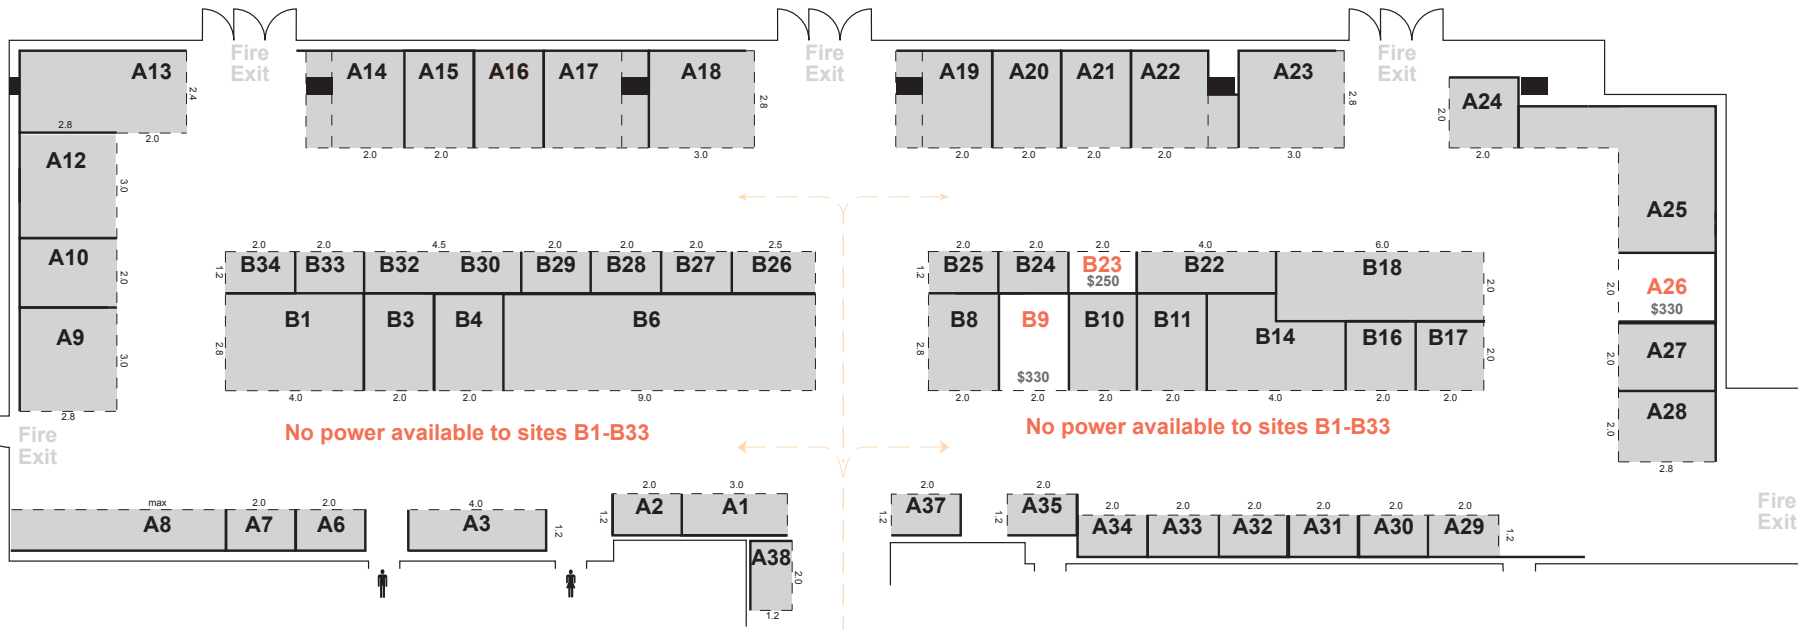 Fire
Exit
Fire
Exit
Fire
Exit
A13
A14
A15
A16
A17
A18
A19
A20
A21
A22
A23
A24
2.4
2.8
2.8
2.0
2.8
2.0
2.0
2.0
3.0
2.0
2.0
2.0
2.0
3.0
2.0
A12
3.0
A10
2.0
A9
3.0
2.8
2.0
2.0
4.5
2.0
2.0
2.0
2.5
1.2
B34
B33
B32
B30
B29
B28
B27
B26
2.8
B1
B3
B4
B6
4.0
2.0
2.0
9.0
2.0
2.0
2.0
4.0
6.0
1.2
B25
B24
B23
$250
B22
B18
2.0
2.8
B8
B9
$330
B10
B11
B14
B16
B17
2.0
2.0
2.0
2.0
2.0
4.0
2.0
2.0
A25
2.0
A26
$330
2.0
A27
2.0
A28
2.8
No power available to sites B1-B33
No power available to sites B1-B33
Fire
Exit
Fire
Exit
max
2.0
2.0
4.0
2.0
3.0
A8
A7
A6
A3
1.2
1.2
A2
A1
A38
2.0
1.2
2.0
2.0
1.2
A37
1.2
A35
2.0
2.0
2.0
2.0
2.0
2.0
A34
A33
A32
A31
A30
A29
1.2